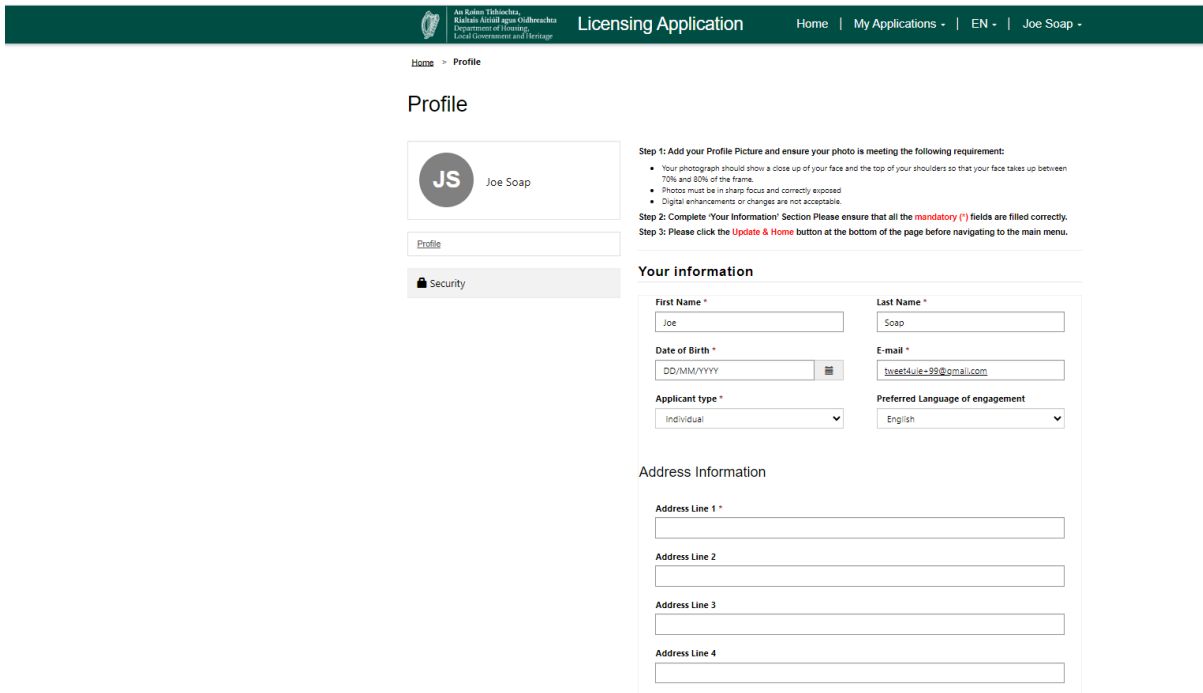 An Roinn Tithíochta,
Rialtais Áitiúil agus Oidhreachta
Department of Housing,
Local Government and Heritage
Licensing Application
Home | My Applications | EN | Joe Soap
Home > Profile
Profile
JS
Joe Soap
Profile
Security
Step 1: Add your Profile Picture and ensure your photo is meeting the following requirement:
• Your photograph should show a close up of your face and the top of your shoulders so that your face takes up between
70% and 80% of the frame.
• Photos must be in sharp focus and correctly exposed
• Digital enhancements or changes are not acceptable.
Step 2: Complete ‘Your Information’ Section Please ensure that all the mandatory (*) fields are filled correctly.
Step 3: Please click the Update & Home button at the bottom of the page before navigating to the main menu.
Your information
First Name * Last Name *
Joe Soap
Date of Birth * E-mail *
DD/MM/YYYY tweet4uie+99@gmail.com
Applicant type * Preferred Language of engagement
Individual English
Address Information
Address Line 1 *
Address Line 2
Address Line 3
Address Line 4